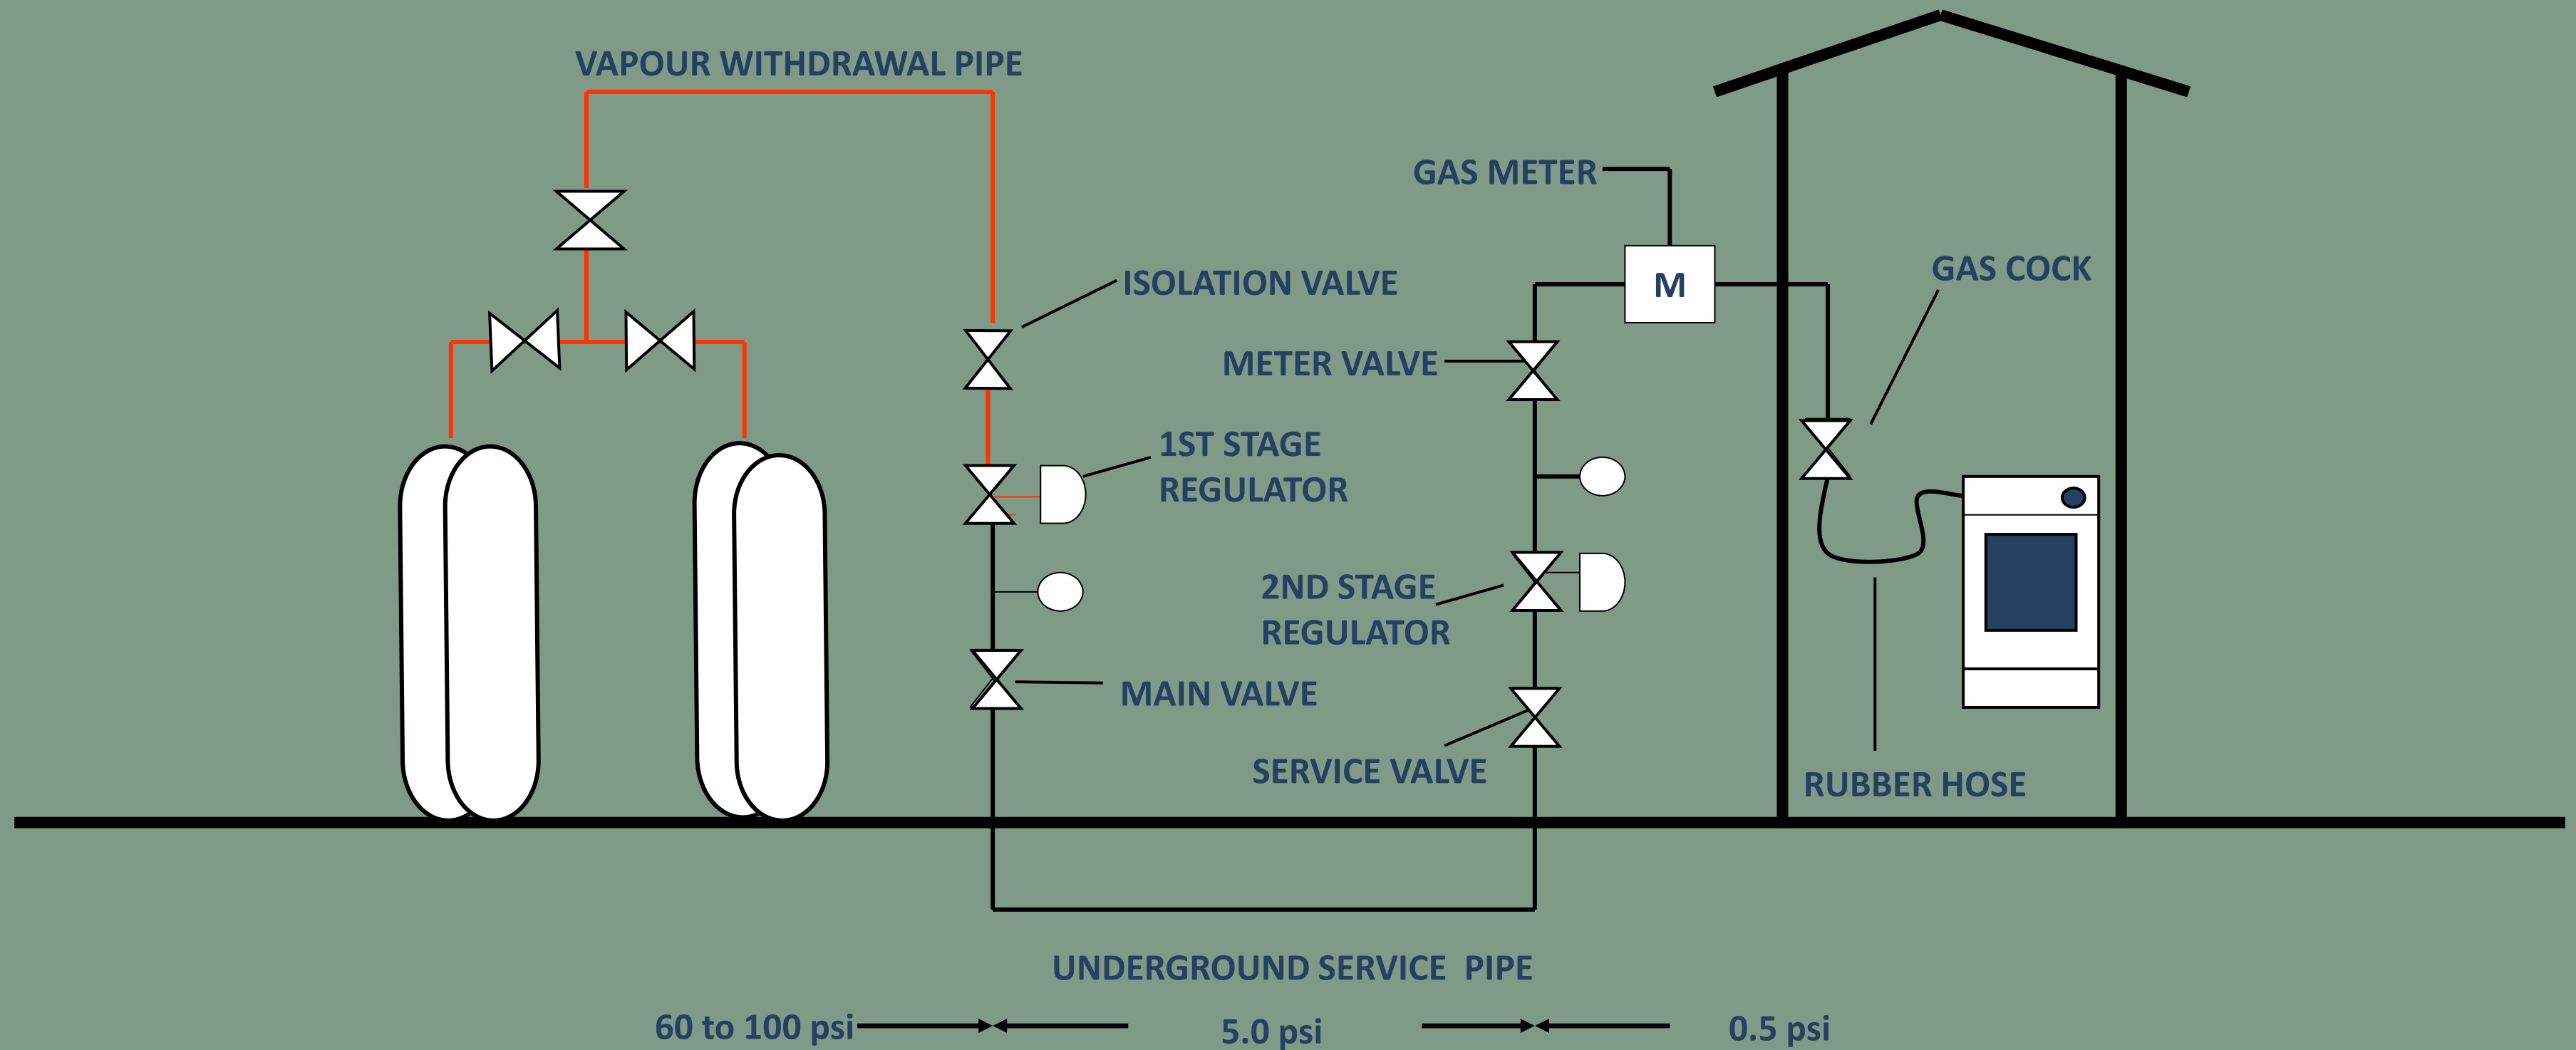 VAPOUR WITHDRAWAL PIPE
GAS METER
GAS COCK
ISOLATION VALVE
M
METER VALVE
1ST STAGE
REGULATOR
2ND STAGE
REGULATOR
MAIN VALVE
SERVICE VALVE
RUBBER HOSE
UNDERGROUND SERVICE PIPE
60 to 100 psi
5.0 psi
0.5 psi